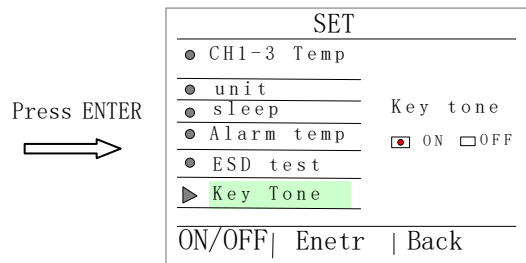 SET
CH1-3 Temp
unit
sleep
Alarm temp
ESD test
Key Tone
Key tone
ON OFF
Press ENTER
ON/OFF| Enetr | Back